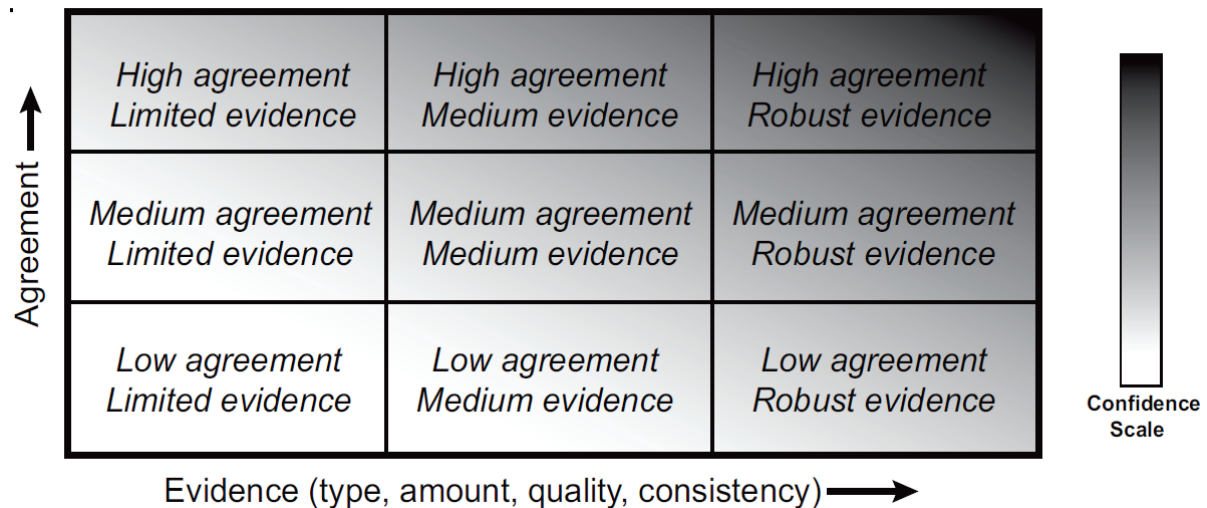 High agreement
Limited evidence
High agreement
Medium evidence
High agreement
Robust evidence
Medium agreement
Limited evidence
Medium agreement
Medium evidence
Medium agreement
Robust evidence
Low agreement
Limited evidence
Low agreement
Medium evidence
Low agreement
Robust evidence
Agreement
Evidence (type, amount, quality, consistency)
Confidence
Scale